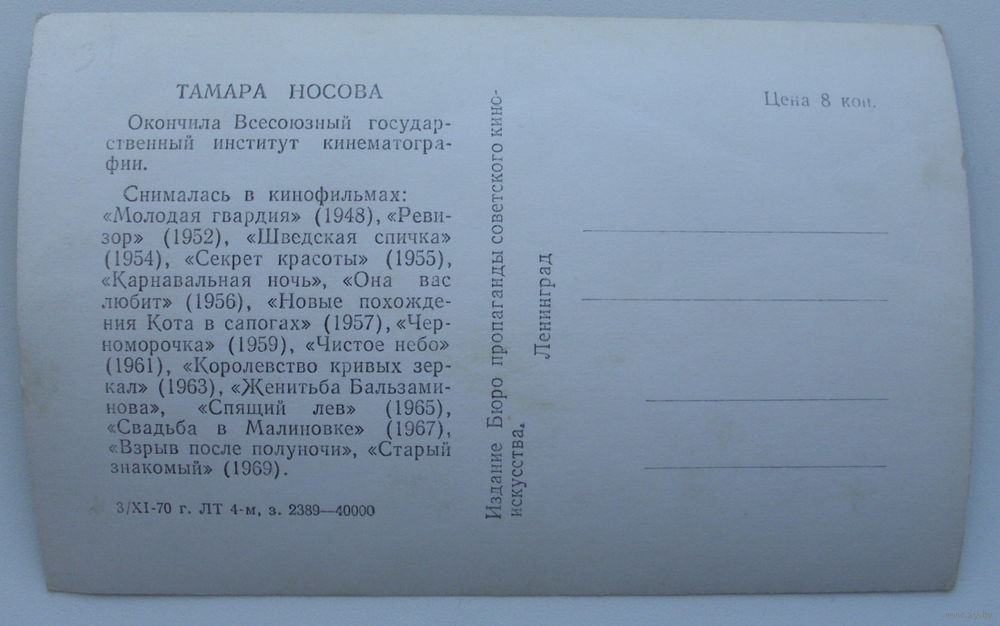 ТАМАРА НОСОВА
Окончила Всесоюзный государ-
ственный институт кинематогра-
фии.
Снималась в кинофильмах:
«Молодая гвардия» (1948), «Реви-
зор» (1952), «Шведская спичка»
(1954), «Секрет красоты» (1955),
«Карнавальная ночь», «Она вас
любит» (1956), «Новые похожде-
ния Кота в сапогах» (1957), «Чер-
номорочка» (1959), «Чистое небо»
(1961), «Королевство кривых зер-
кал» (1963), «Женитьба Бальзами-
нова», «Спящий лев» (1965),
«Свадьба в Малиновке» (1967),
«Взрыв после полуночи», «Старый
знакомый» (1969).
3/XI-70 г. ЛТ 4-м, з. 2389—40000
Издание Бюро пропаганды советского кино-
искусства.
Ленинград
Цена 8 коп.